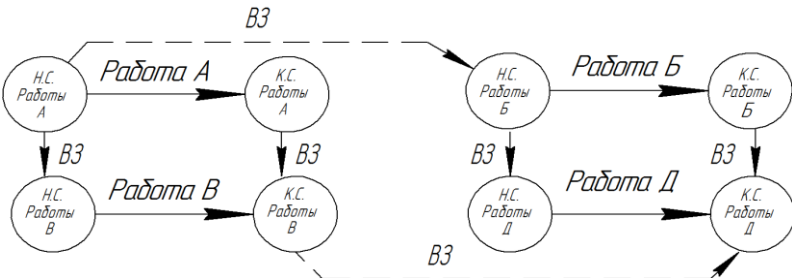 ВЗ
Н.С.
Работы
А
Работа А
К.С.
Работы
А
Н.С.
Работы
Б
Работа Б
К.С.
Работы
Б
ВЗ
ВЗ
ВЗ
ВЗ
Н.С.
Работы
В
Работа В
К.С.
Работы
В
Н.С.
Работы
Д
Работа Д
К.С.
Работы
Д
ВЗ